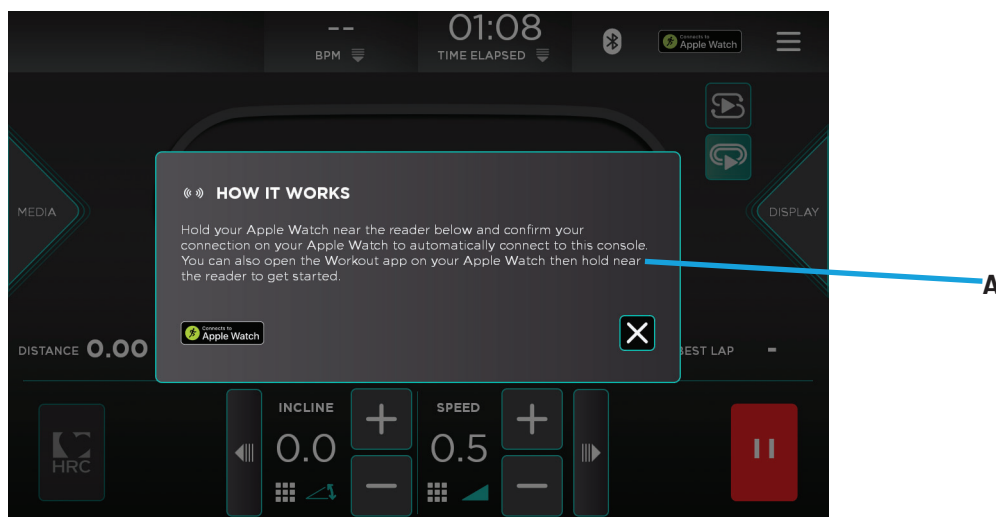 --
BPM
01:08
TIME ELAPSED
Connects to
Apple Watch
HOW IT WORKS
Hold your Apple Watch near the reader below and confirm your
connection on your Apple Watch to automatically connect to this console.
You can also open the Workout app on your Apple Watch then hold near
the reader to get started.
Connects to
Apple Watch
MEDIA
DISPLAY
A
DISTANCE 0.00
BEST LAP -
HRC
INCLINE
0.0
SPEED
0.5